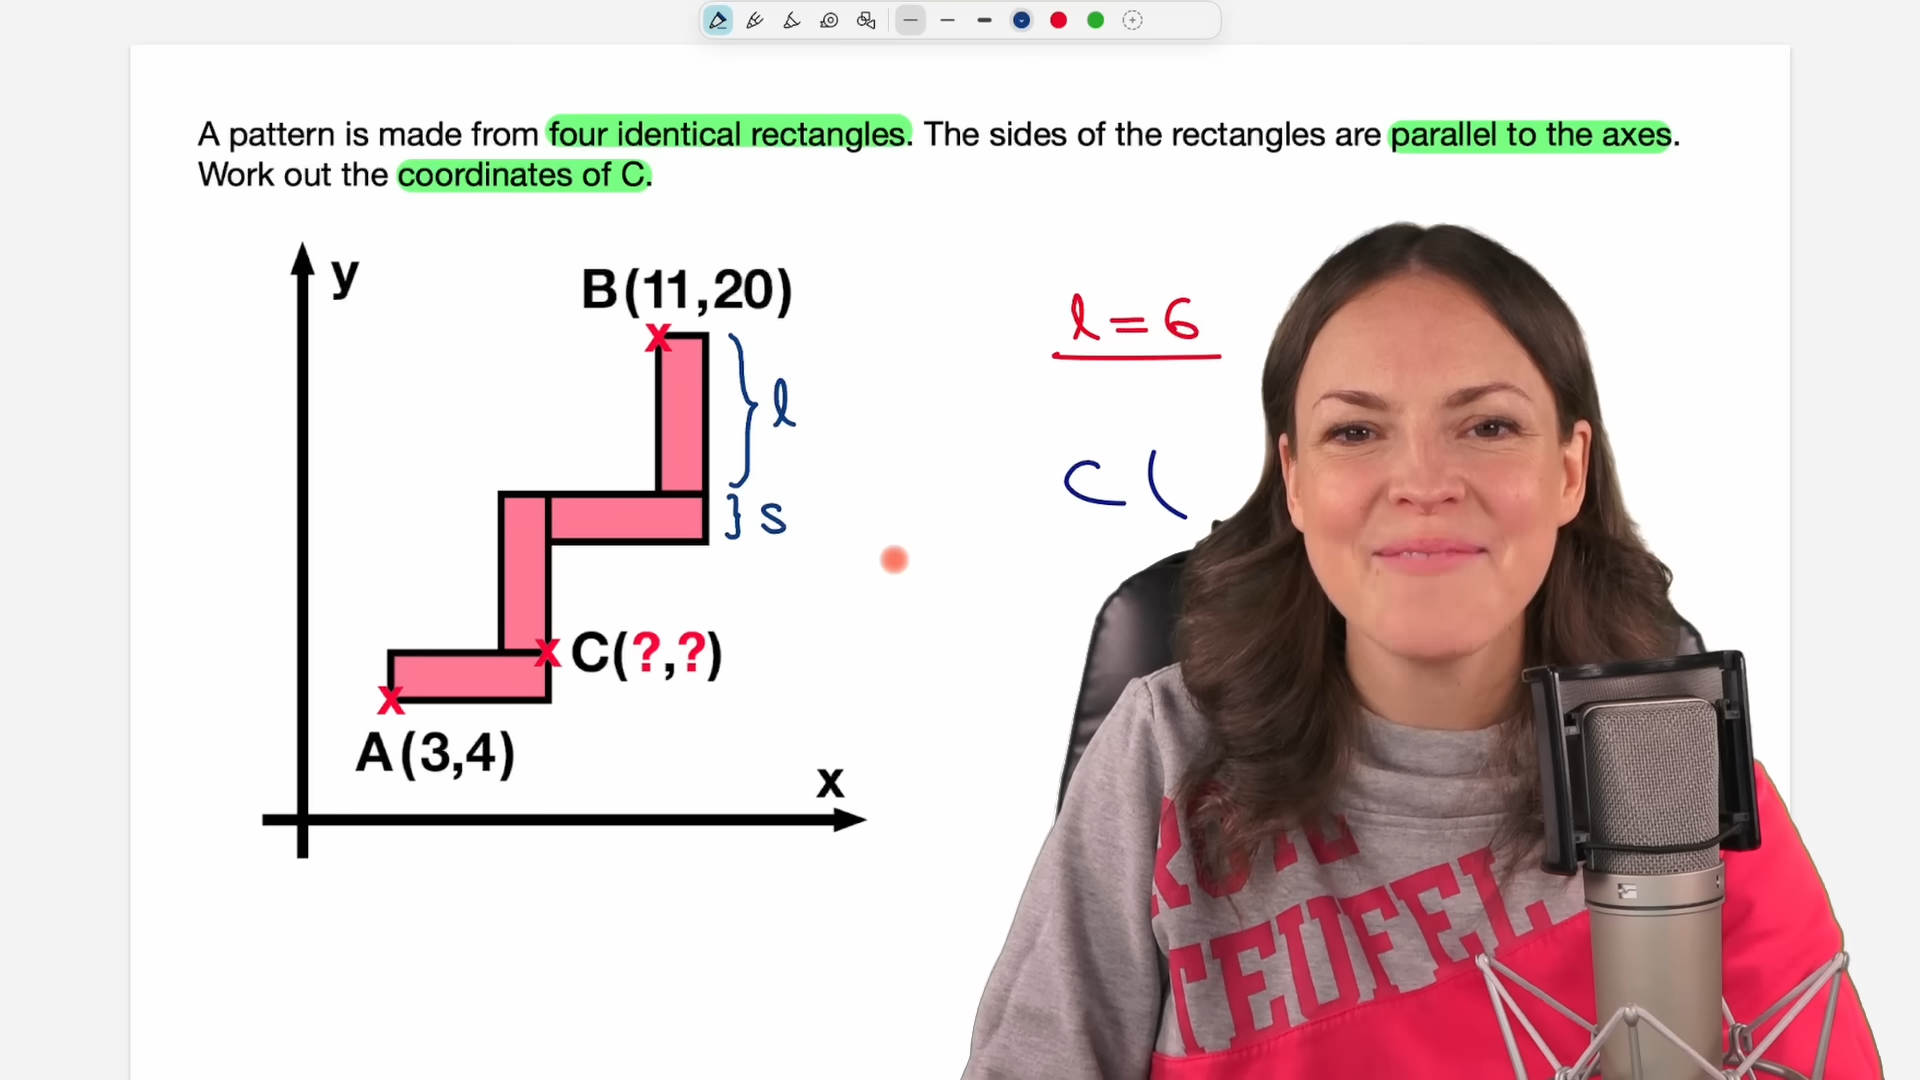 A pattern is made from four identical rectangles. The sides of the rectangles are parallel to the axes.
Work out the coordinates of C.
y
B(11,20)
x
l
s
l = 6
C (
x C(?,?)
x
A(3,4)
x
TEUFEL